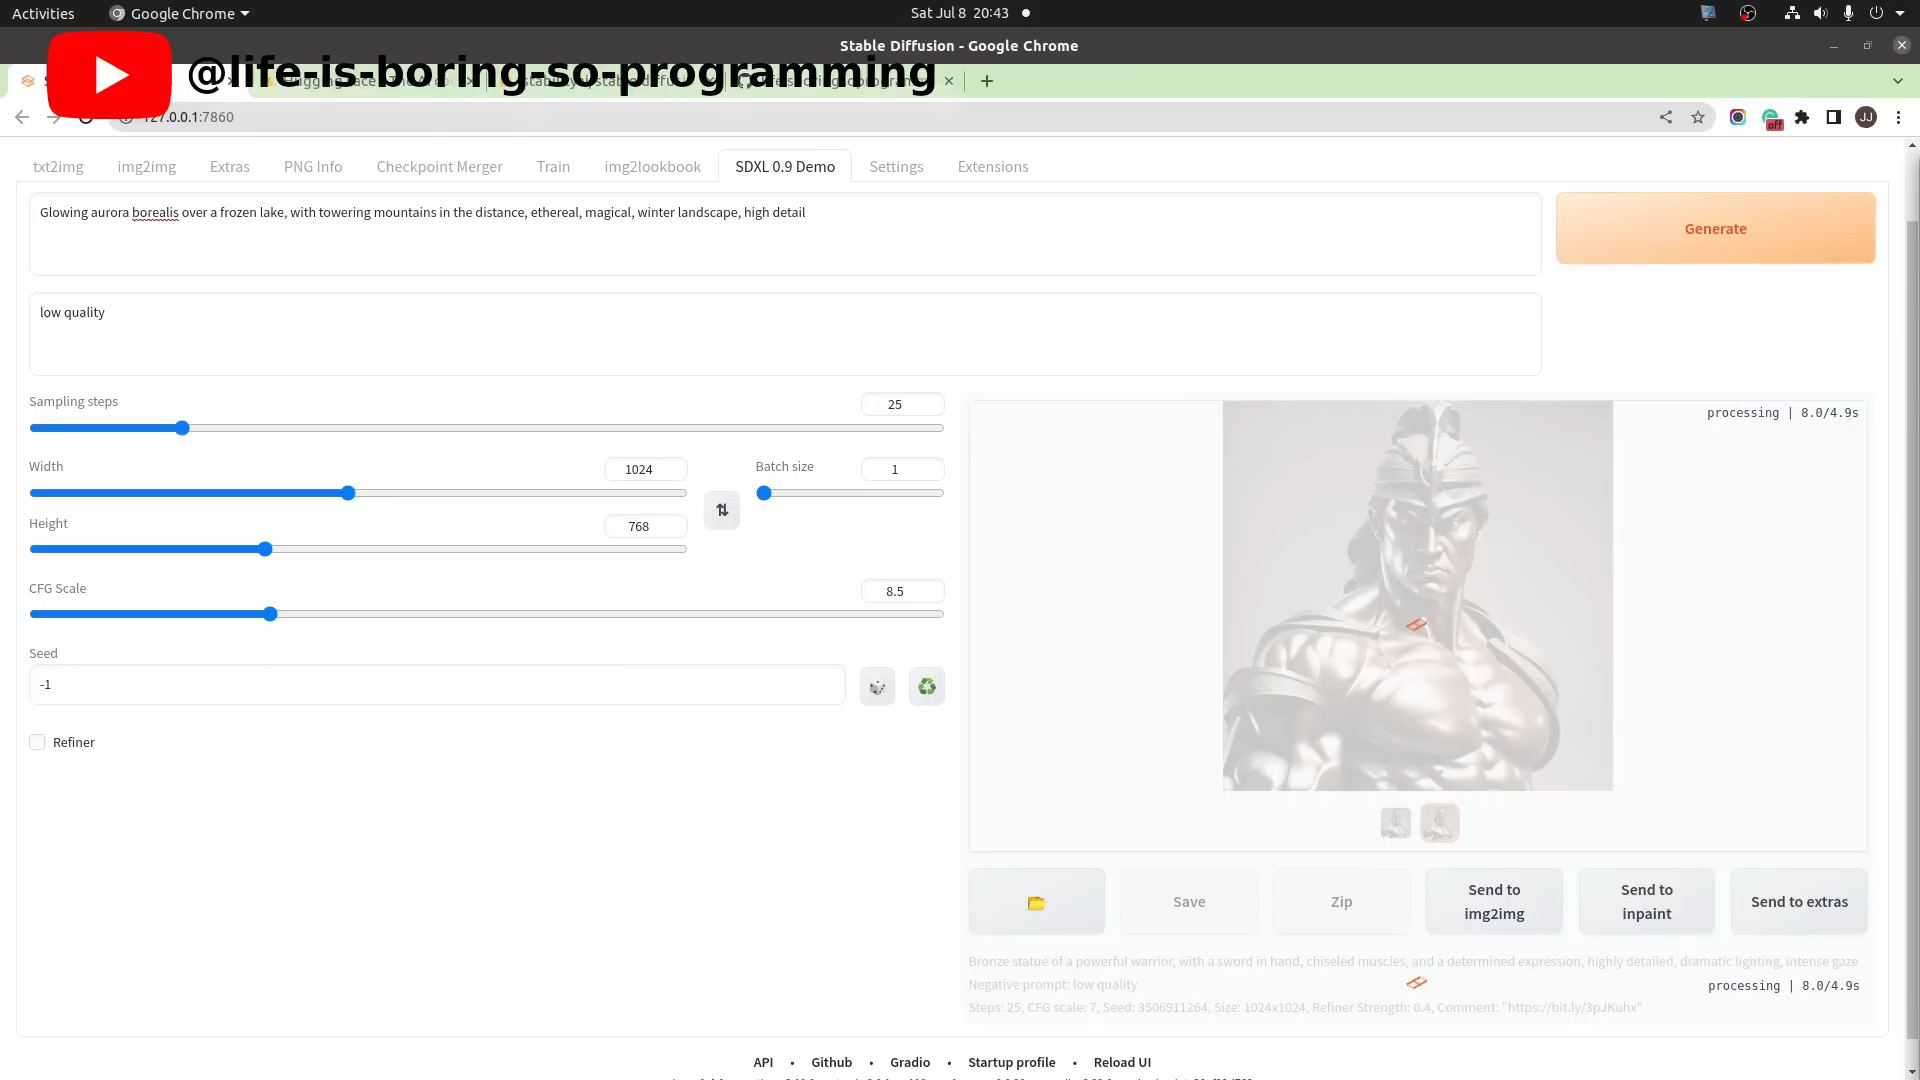 Activities
Google Chrome
Sat Jul 8 20:43
Stable Diffusion - Google Chrome
@life-is-boring-so-programming
127.0.0.1:7860
off
JJ
txt2img
img2img
Extras
PNG Info
Checkpoint Merger
Train
img2lookbook
SDXL 0.9 Demo
Settings
Extensions
Glowing aurora borealis over a frozen lake, with towering mountains in the distance, ethereal, magical, winter landscape, high detail
Generate
low quality
Sampling steps
25
processing | 8.0/4.9s
Width
1024
Batch size
1
Height
768
CFG Scale
8.5
Seed
-1
Refiner
Save
Zip
Send to
img2img
Send to
inpaint
Send to extras
Bronze statue of a powerful warrior, with a sword in hand, chiseled muscles, and a determined expression, highly detailed, dramatic lighting, intense gaze
Negative prompt: low quality
processing | 8.0/4.9s
Steps: 25, CFG scale: 7, Seed: 3506911264, Size: 1024x1024, Refiner Strength: 0.4, Comment: "https://bit.ly/3pJKuhx"
API • Github • Gradio • Startup profile • Reload UI